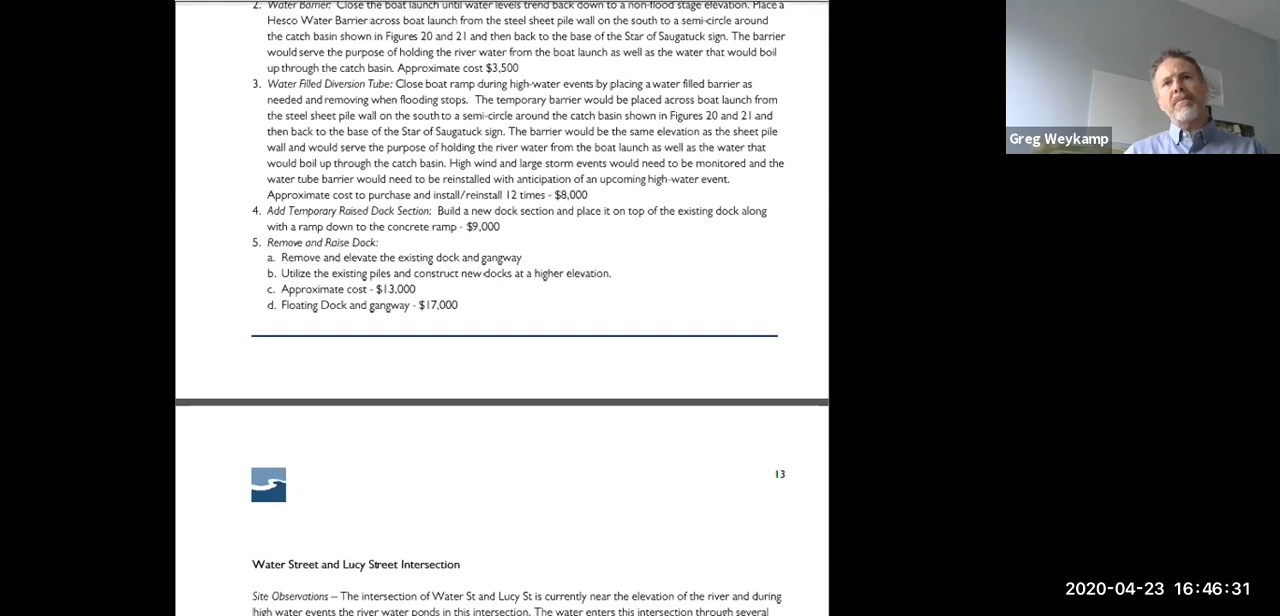 2. Water Barrier: Close the boat launch until water levels trend back down to a non-flood stage elevation. Place a
Hesco Water Barrier across boat launch from the steel sheet pile wall on the south to a semi-circle around
the catch basin shown in Figures 20 and 21 and then back to the base of the Star of Saugatuck sign. The barrier
would serve the purpose of holding the river water from the boat launch as well as the water that would boil
up through the catch basin. Approximate cost $3,500
3. Water Filled Diversion Tube: Close boat ramp during high-water events by placing a water filled barrier as
needed and removing when flooding stops. The temporary barrier would be placed across boat launch from
the steel sheet pile wall on the south to a semi-circle around the catch basin shown in Figures 20 and 21 and
then back to the base of the Star of Saugatuck sign. The barrier would be the same elevation as the sheet pile
wall and would serve the purpose of holding the river water from the boat launch as well as the water that
would boil up through the catch basin. High wind and large storm events would need to be monitored and the
water tube barrier would need to be reinstalled with anticipation of an upcoming high-water event.
Approximate cost to purchase and install/reinstall 12 times - $8,000
4. Add Temporary Raised Dock Section: Build a new dock section and place it on top of the existing dock along
with a ramp down to the concrete ramp - $9,000
5. Remove and Raise Dock:
a. Remove and elevate the existing dock and gangway
b. Utilize the existing piles and construct new docks at a higher elevation.
c. Approximate cost - $13,000
d. Floating Dock and gangway - $17,000
13
Water Street and Lucy Street Intersection
Site Observations – The intersection of Water St and Lucy St is currently near the elevation of the river and during
high water events the river water ponds in this intersection. The water enters this intersection through several
Greg Weykamp
2020-04-23 16:46:31